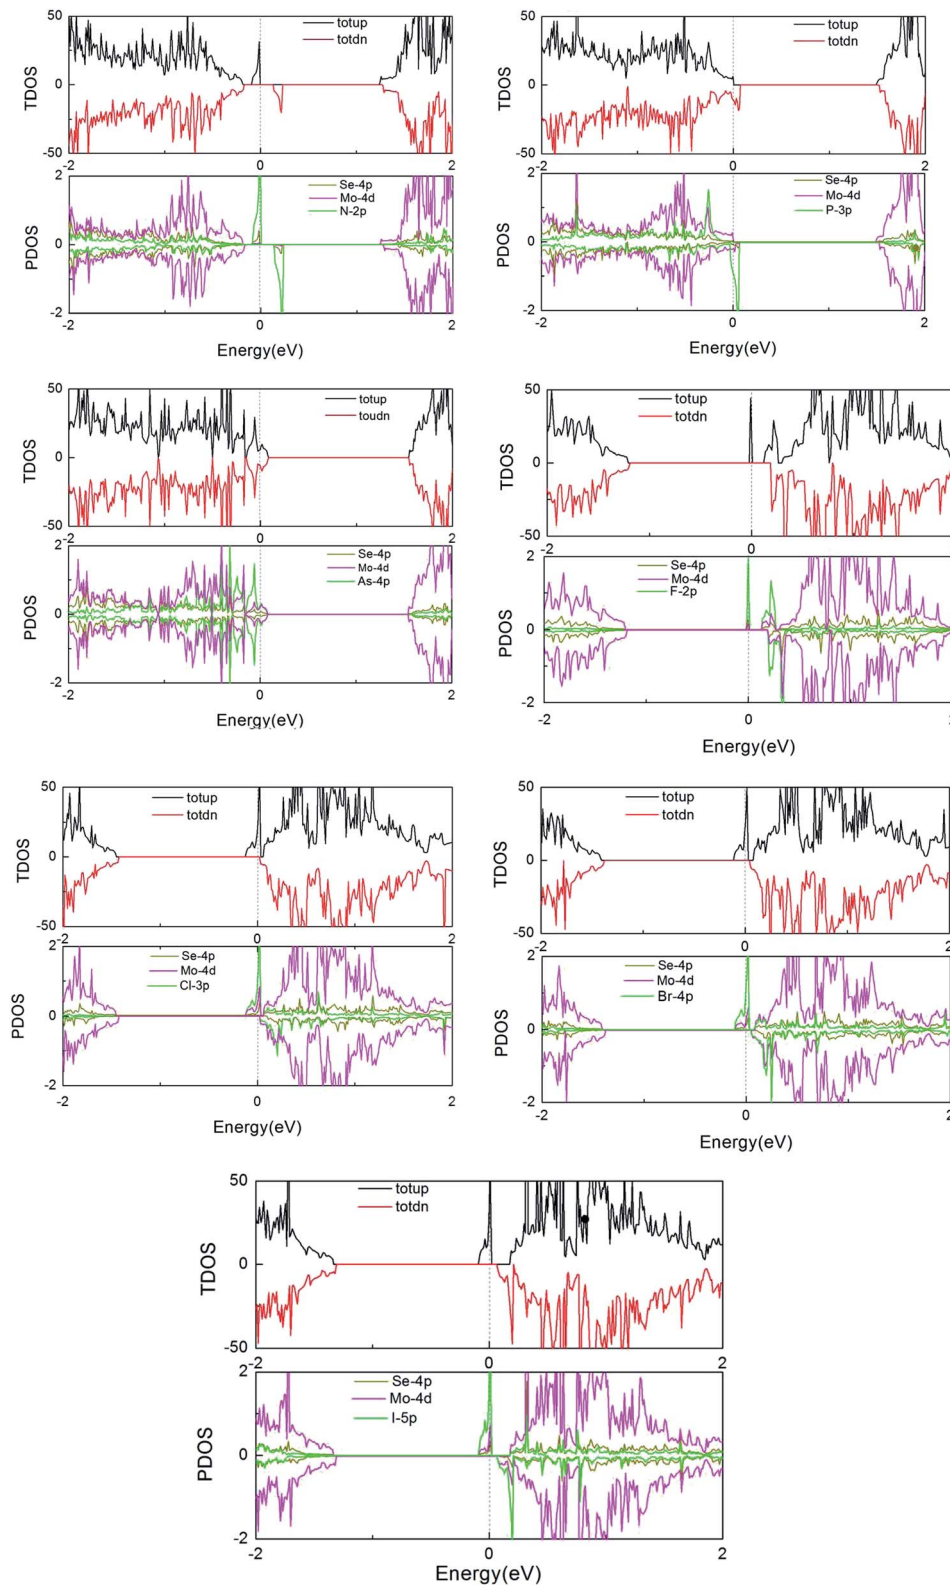 50
totup
totdn
TDOS
0
-50
-2
0
2
2
Se-4p
Mo-4d
N-2p
PDOS
0
-2
-2
0
2
Energy(eV)
50
totup
totdn
TDOS
0
-50
-2
0
2
2
Se-4p
Mo-4d
P-3p
PDOS
0
-2
-2
0
2
Energy(eV)
50
totup
toudn
TDOS
0
-50
-2
0
2
2
Se-4p
Mo-4d
As-4p
PDOS
0
-2
-2
0
2
Energy(eV)
50
totup
totdn
TDOS
0
-50
-2
0
2
Se-4p
Mo-4d
F-2p
PDOS
0
-2
-2
0
Energy(eV)
50
totup
totdn
TDOS
0
-50
-2
0
2
2
Se-4p
Mo-4d
Cl-3p
PDOS
0
-2
-2
0
2
Energy(eV)
50
totup
totdn
TDOS
0
-50
-2
0
2
Se-4p
Mo-4d
Br-4p
PDOS
0
-2
-2
0
Energy(eV)
50
totup
totdn
TDOS
0
-50
-2
0
2
2
Se-4p
Mo-4d
I-5p
PDOS
0
-2
-2
0
2
Energy(eV)